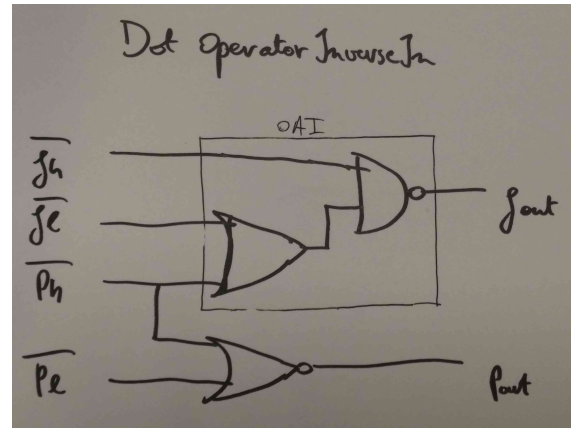 Dot Operator InverseIn
OAI
gh
gl
gout
Ph
Pl
Pout